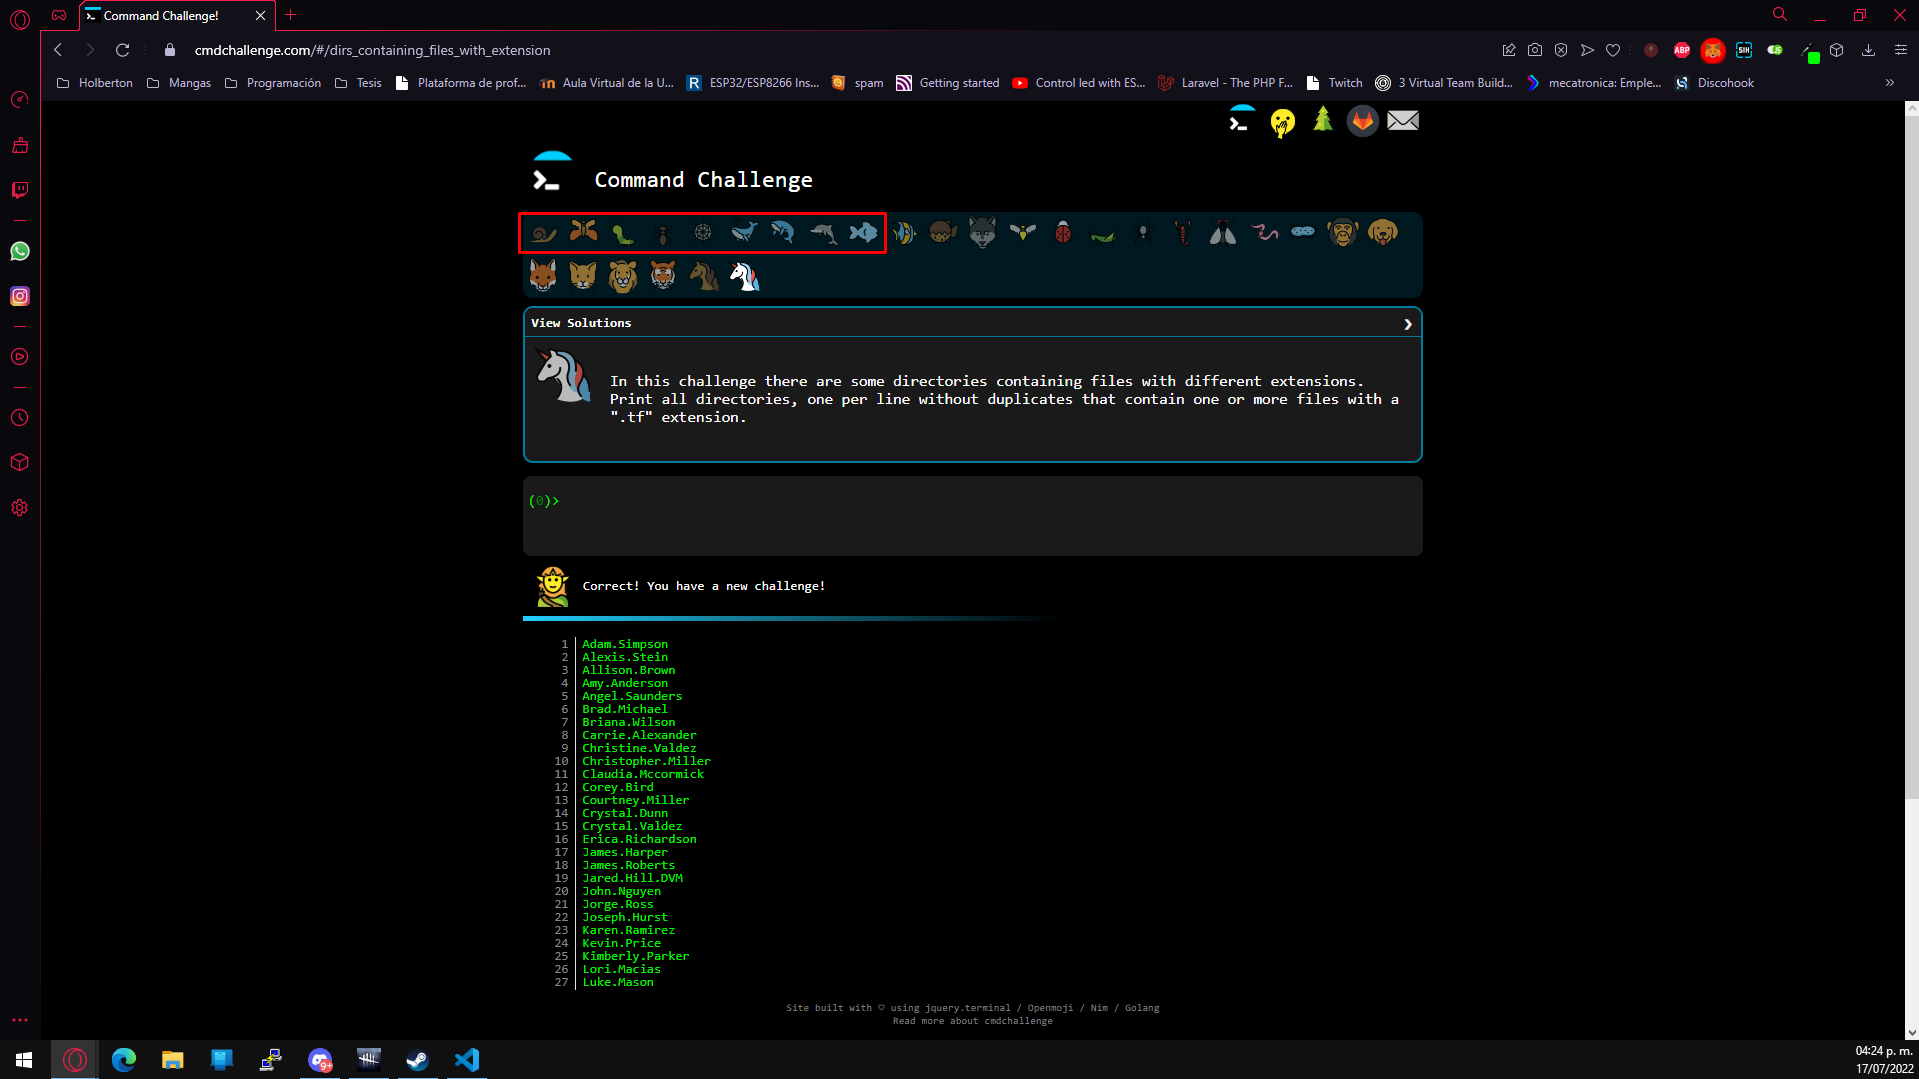 Command Challenge!
cmdchallenge.com/#/dirs_containing_files_with_extension
ABP
SIH
Holberton
Mangas
Programación
Tesis
Plataforma de prof...
Aula Virtual de la U...
R
ESP32/ESP8266 Ins...
spam
Getting started
Control led with ES...
Laravel - The PHP F...
Twitch
3 Virtual Team Build...
mecatronica: Emple...
Discohook
»
Command Challenge
View Solutions
In this challenge there are some directories containing files with different extensions.
Print all directories, one per line without duplicates that contain one or more files with a
".tf" extension.
(0)>
Correct! You have a new challenge!
1 Adam.Simpson
2 Alexis.Stein
3 Allison.Brown
4 Amy.Anderson
5 Angel.Saunders
6 Brad.Michael
7 Briana.Wilson
8 Carrie.Alexander
9 Christine.Valdez
10 Christopher.Miller
11 Claudia.Mccormick
12 Corey.Bird
13 Courtney.Miller
14 Crystal.Dunn
15 Crystal.Valdez
16 Erica.Richardson
17 James.Harper
18 James.Roberts
19 Jared.Hill.DVM
20 John.Nguyen
21 Jorge.Ross
22 Joseph.Hurst
23 Karen.Ramirez
24 Kevin.Price
25 Kimberly.Parker
26 Lori.Macias
27 Luke.Mason
Site built with ♡ using jquery.terminal / Openmoji / Nim / Golang
Read more about cmdchallenge
9+
04:24 p. m.
17/07/2022